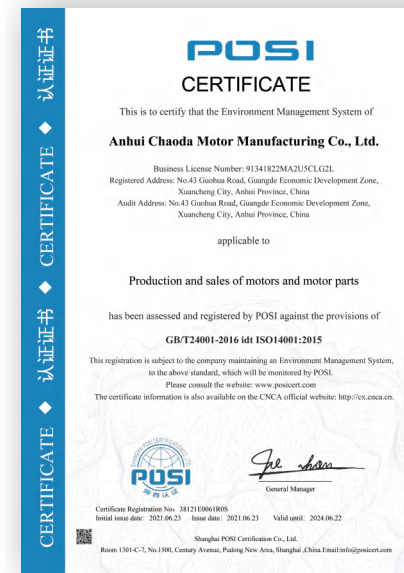 CERTIFICATE ◆ 认证证书 ◆ CERTIFICATE ◆ 认证证书
POSI
CERTIFICATE
This is to certify that the Environment Management System of
Anhui Chaoda Motor Manufacturing Co., Ltd.
Business License Number: 91341822MA2U5CLG2L
Registered Address: No.43 Guohua Road, Guangde Economic Development Zone,
Xuancheng City, Anhui Province, China
Audit Address: No.43 Guohua Road, Guangde Economic Development Zone,
Xuancheng City, Anhui Province, China
applicable to
Production and sales of motors and motor parts
has been assessed and registered by POSI against the provisions of
GB/T24001-2016 idt ISO14001:2015
This registration is subject to the company maintaining an Environment Management System,
to the above standard, which will be monitored by POSI.
Please consult the website: www.posicert.com
The certificate information is also available on the CNCA official website: http://cx.cnca.cn.
POSI
General Manager
Certificate Registration No: 38121E0061R0S
Initial issue date: 2021.06.23 Issue date: 2021.06.23 Valid until: 2024.06.22
Shanghai POSI Certification Co., Ltd.
Room 1301-C-7, No.1500, Century Avenue, Pudong New Area, Shanghai ,China.Email:info@posicert.com